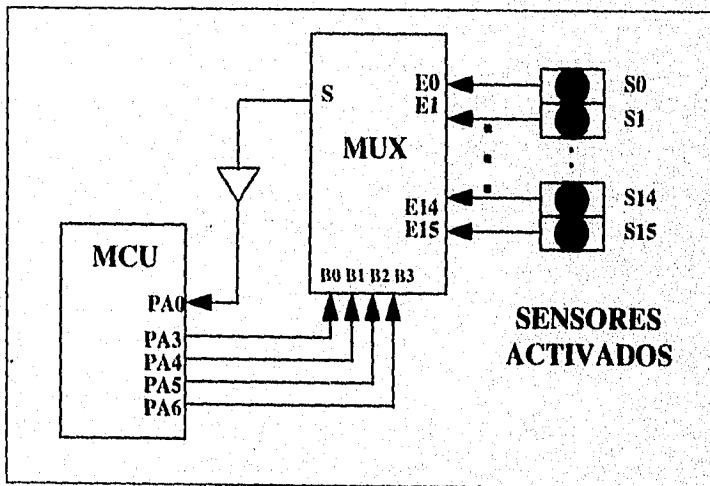 S
MUX
E0
E1
E14
E15
B0 B1 B2 B3
S0
S1
S14
S15
MCU
PA0
PA3
PA4
PA5
PA6
SENSORES
ACTIVADOS